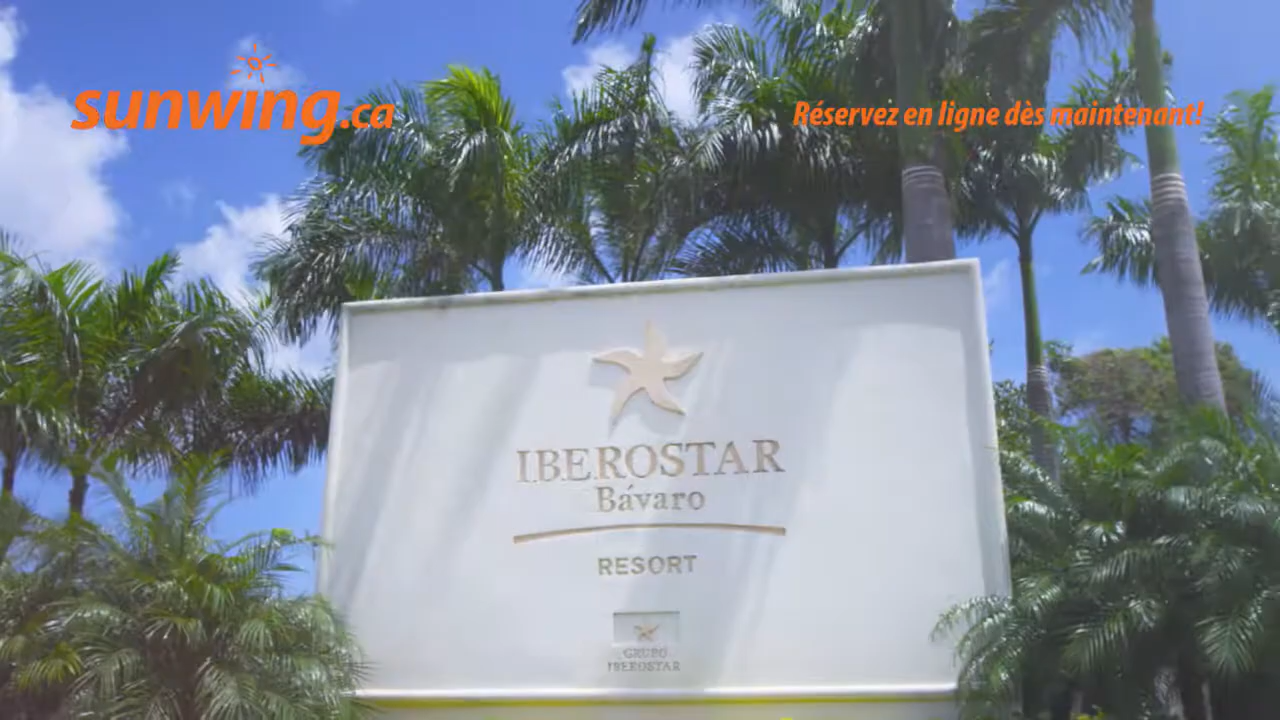 sunwing.ca
Réservez en ligne dès maintenant!
IBEROSTAR
Bávaro
RESORT
GRUPO
IBEROSTAR